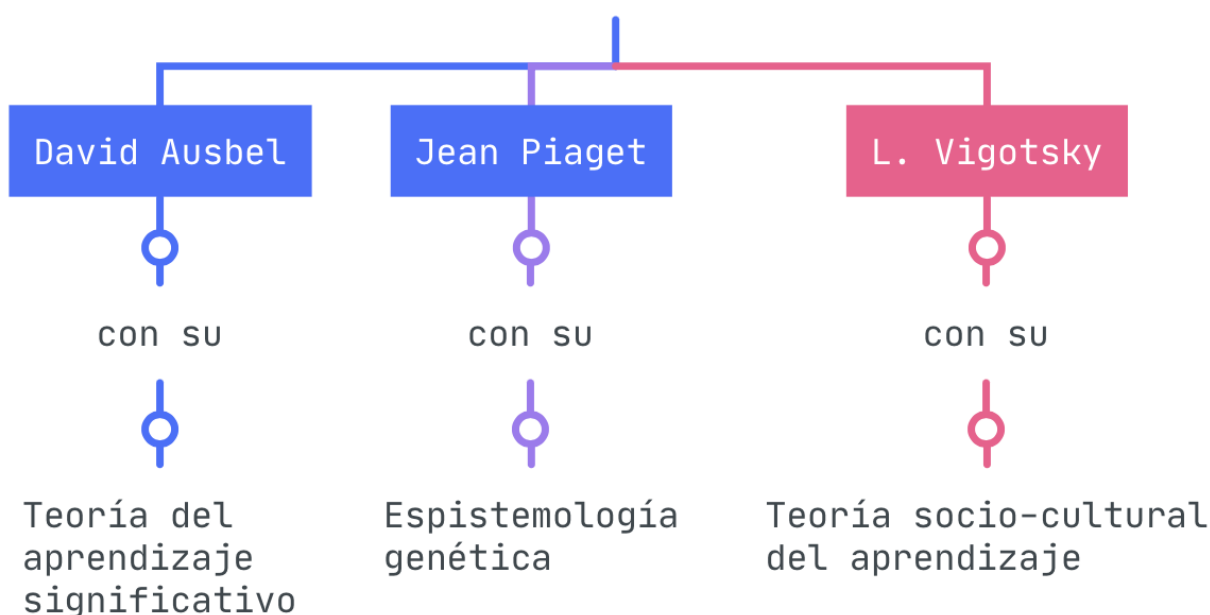 David Ausbel
Jean Piaget
L. Vigotsky
con su
con su
con su
Teoría del
aprendizaje
significativo
Espistemología
genética
Teoría socio-cultural
del aprendizaje